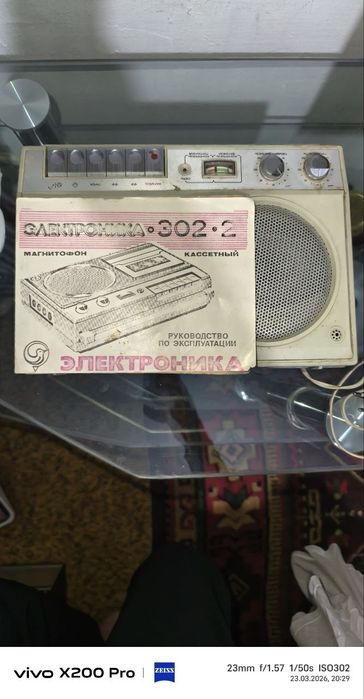 ЭЛЕКТРОНИКА·302·2
МАГНИТОФОН КАССЕТНЫЙ
РУКОВОДСТВО
ПО ЭКСПЛУАТАЦИИ
ЭЛЕКТРОНИКА
vivo X200 Pro
ZEISS
23mm f/1.57 1/50s ISO302
23.03.2026, 20:29